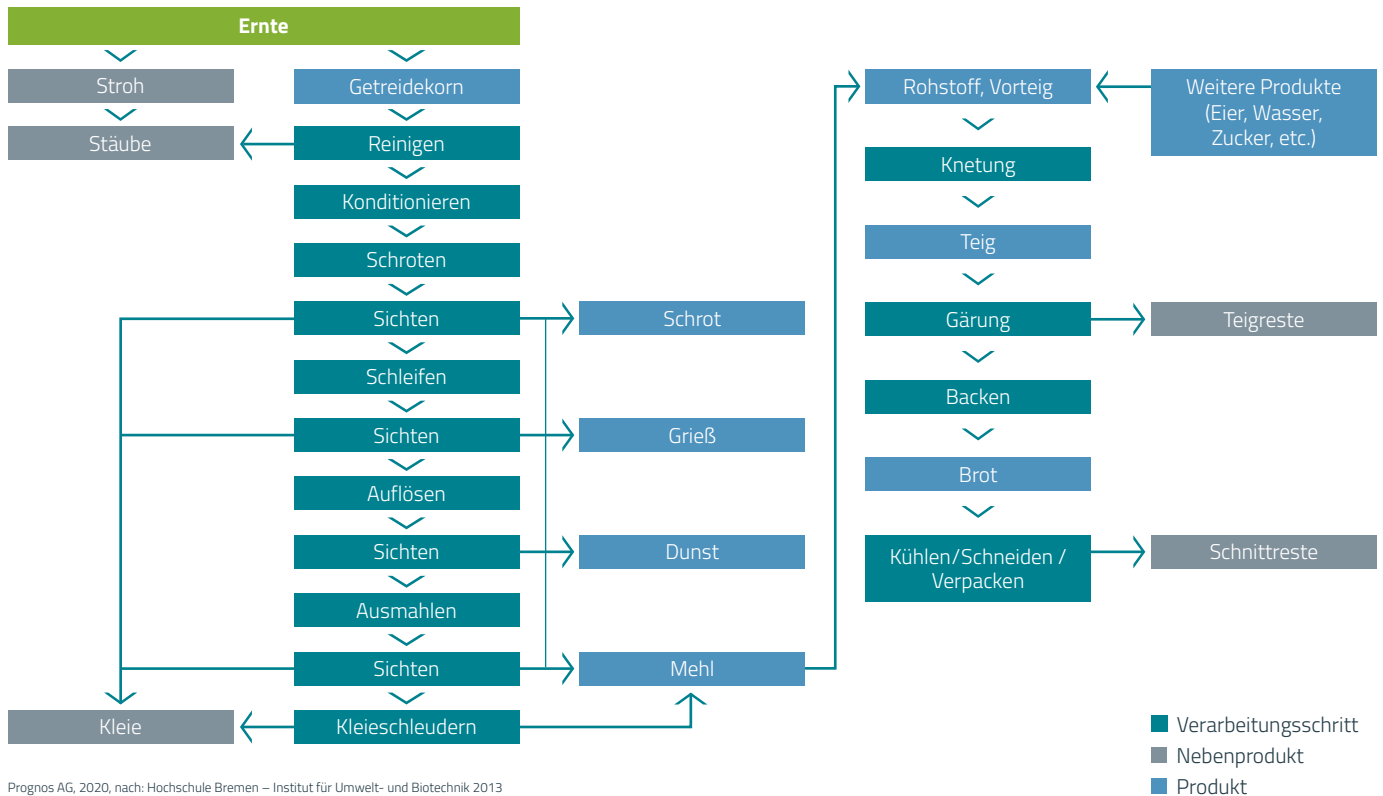 Ernte
Stroh
Getreidekorn
Stäube
Reinigen
Konditionieren
Schroten
Sichten
Schrot
Schleifen
Sichten
Grieß
Auflösen
Sichten
Dunst
Ausmahlen
Sichten
Mehl
Kleie
Kleieschleudern
Rohstoff, Vorteig
Weitere Produkte
(Eier, Wasser,
Zucker, etc.)
Knetung
Teig
Gärung
Teigreste
Backen
Brot
Kühlen/Schneiden /
Verpacken
Schnittreste
Verarbeitungsschritt
Nebenprodukt
Produkt
Prognos AG, 2020, nach: Hochschule Bremen – Institut für Umwelt- und Biotechnik 2013